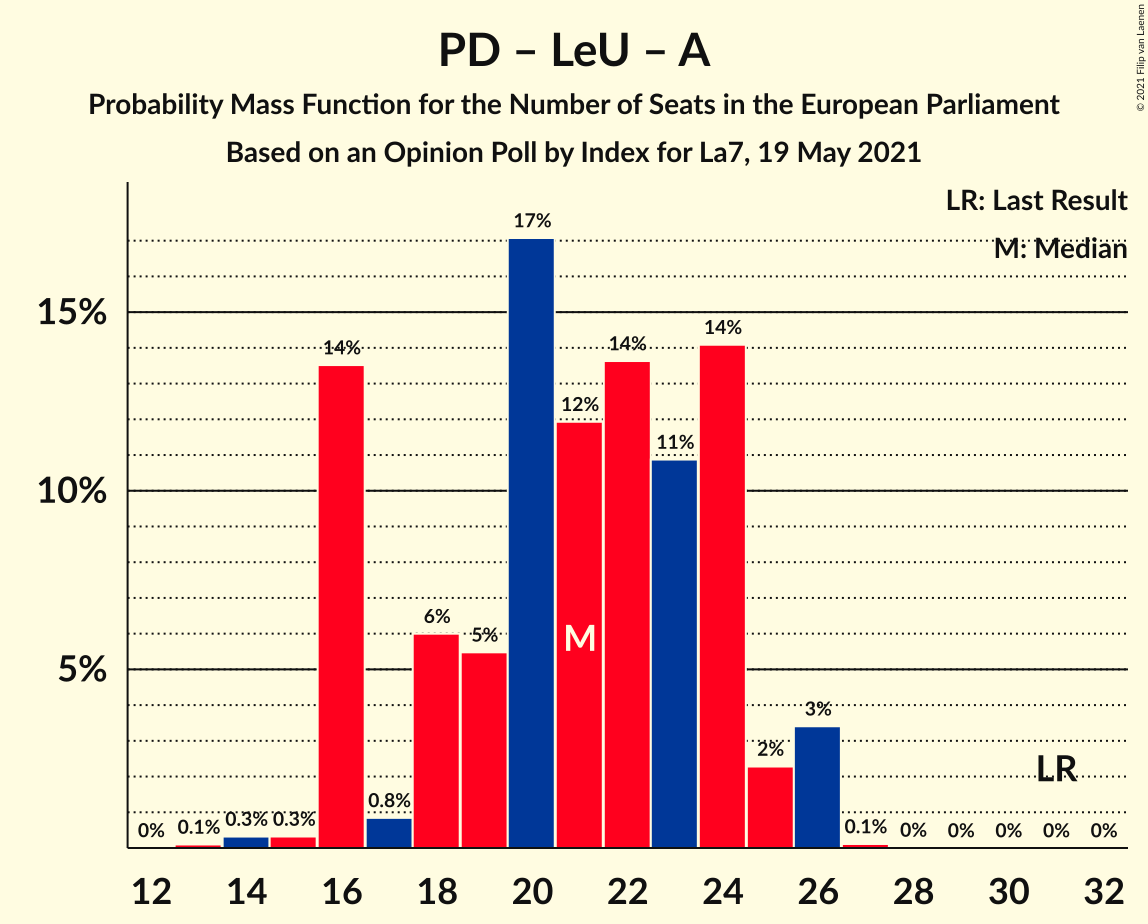 PD – LeU – A
Probability Mass Function for the Number of Seats in the European Parliament
Based on an Opinion Poll by Index for La7, 19 May 2021
© 2021 Filip van Laenen
LR: Last Result
M: Median
15%
10%
5%
0%
0.1%
0.3%
0.3%
14%
0.8%
6%
5%
17%
12%
14%
11%
14%
2%
3%
0.1%
0%
0%
0%
0%
0%
M
LR
12 14 16 18 20 22 24 26 28 30 32